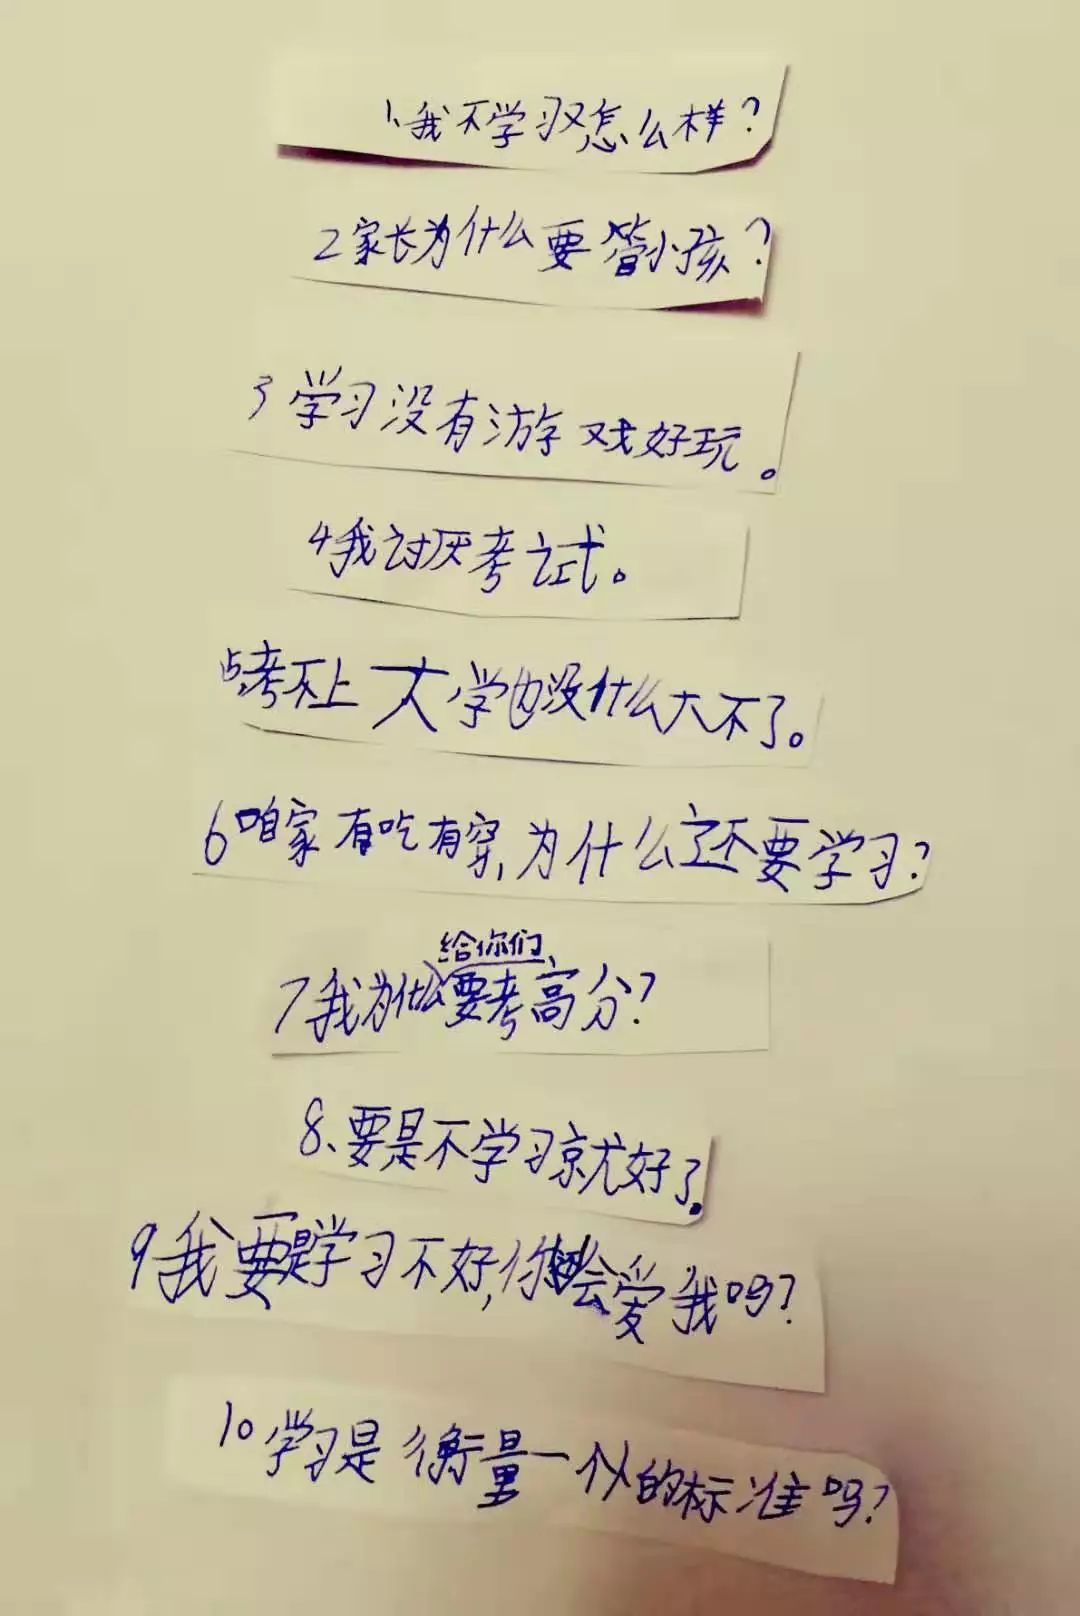 1、我不学习又怎么样？
2家长为什么要管小孩？
3学习没有游戏好玩。
4我讨厌考试。
5.考不上大学也没什么大不了。
6咱家有吃有穿,为什么还要学习？
给你们
7我为什么要考高分？
8、要是不学习就好了.
9我要是学习不好,你还会爱我吗？
10学习是衡量一个人的标准吗？